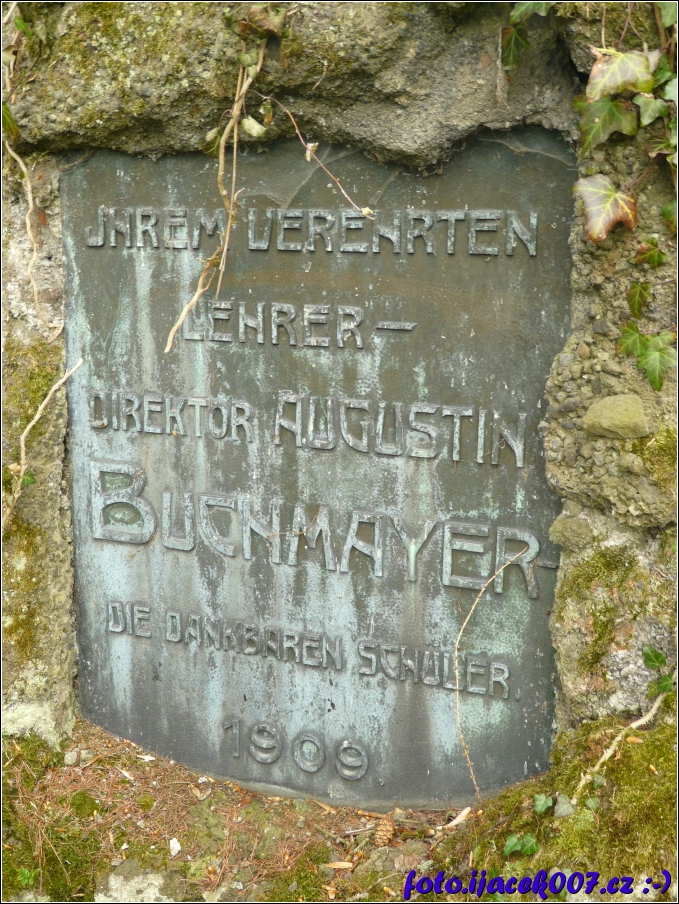 JHREM VEREHRTEN
LEHRER –
DIREKTOR AUGUSTIN
BUCHMAYER –
DIE DANKBAREN SCHÜLER.
1909
foto.ijacek007.cz :-)